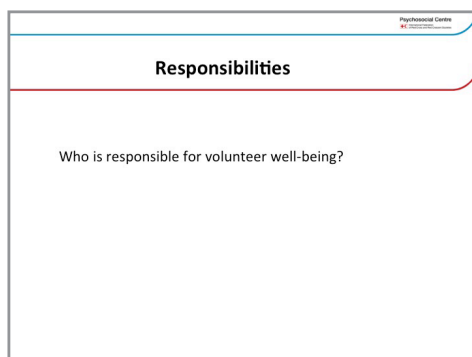 Psychosocial Centre
Responsibilities
Who is responsible for volunteer well-being?